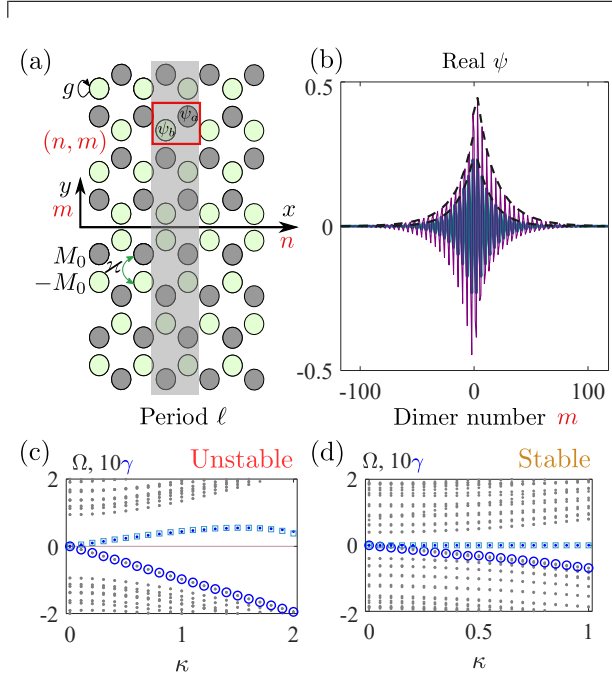 (a)
g
ψₐ
ψ_b
(n, m)
y
m
x
n
M₀
ϰ
−M₀
Period ℓ
(b)
Real ψ
0.5
0
-0.5
-100
0
100
Dimer number m
(c)
Ω, 10γ
Unstable
2
0
-2
0
1
2
κ
(d)
Ω, 10γ
Stable
2
0
-2
0
0.5
1
κ